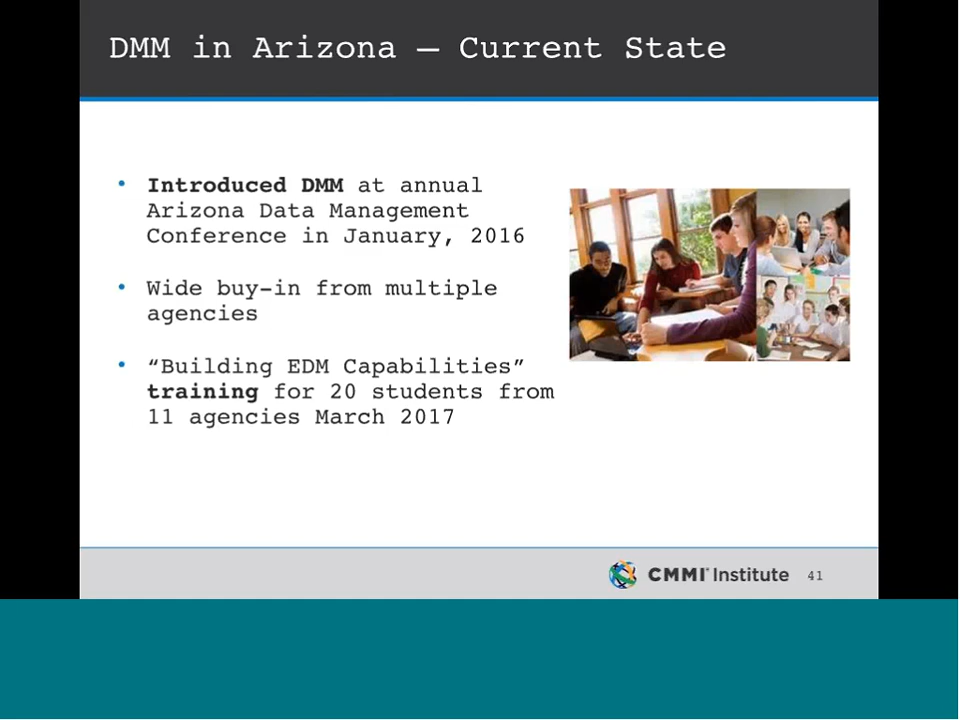 DMM in Arizona — Current State
• Introduced DMM at annual
Arizona Data Management
Conference in January, 2016
• Wide buy-in from multiple
agencies
• “Building EDM Capabilities”
training for 20 students from
11 agencies March 2017
CMMI® Institute 41